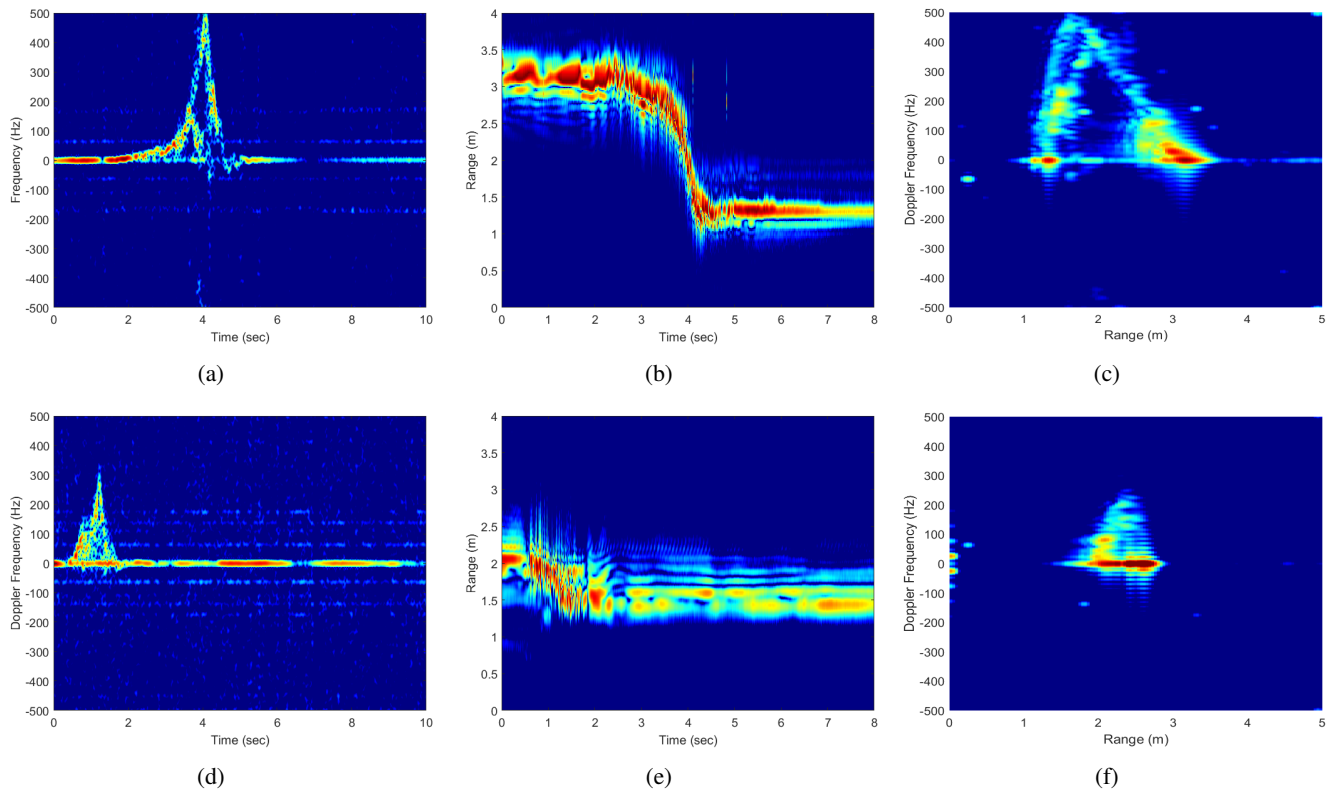 500
400
300
200
100
0
-100
-200
-300
-400
-500
Frequency (Hz)
0 2 4 6 8 10
Time (sec)
(a)
4
3.5
3
2.5
2
1.5
1
0.5
0
Range (m)
0 1 2 3 4 5 6 7 8
Time (sec)
(b)
500
400
300
200
100
0
-100
-200
-300
-400
-500
Doppler Frequency (Hz)
0 1 2 3 4 5
Range (m)
(c)
500
400
300
200
100
0
-100
-200
-300
-400
-500
Doppler Frequency (Hz)
0 2 4 6 8 10
Time (sec)
(d)
4
3.5
3
2.5
2
1.5
1
0.5
0
Range (m)
0 1 2 3 4 5 6 7 8
Time (sec)
(e)
500
400
300
200
100
0
-100
-200
-300
-400
-500
Doppler Frequency (Hz)
0 1 2 3 4 5
Range (m)
(f)